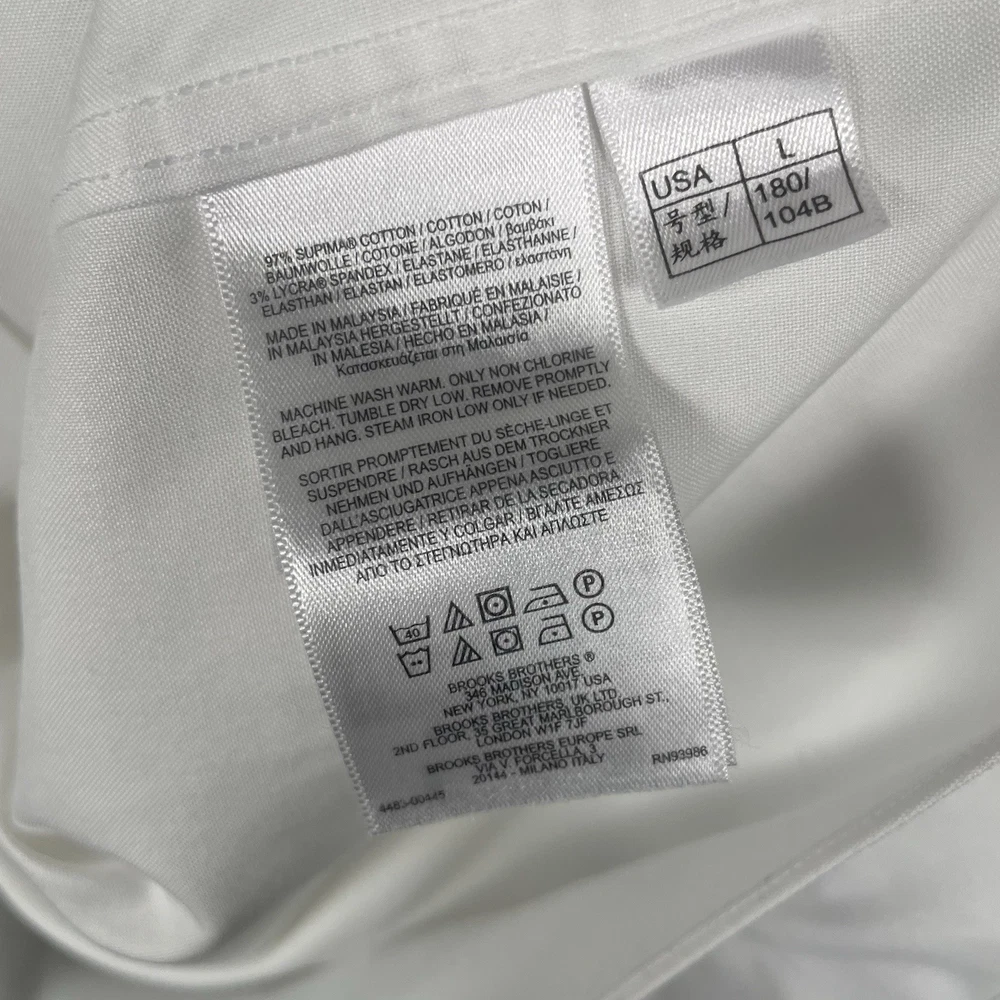 97% SUPIMA® COTTON / COTTON / COTON /
BAUMWOLLE / COTONE / ALGODON / βαμβάκι
3% LYCRA® SPANDEX / ELASTANE / ELASTHANNE /
ELASTHAN / ELASTAN / ELASTOMERO / ελαστάνη
MADE IN MALAYSIA / FABRIQUÉ EN MALAISIE /
IN MALAYSIA HERGESTELLT / CONFEZIONATO
IN MALESIA / HECHO EN MALASIA /
Κατασκευάζεται στη Μαλαισία
MACHINE WASH WARM. ONLY NON CHLORINE
BLEACH. TUMBLE DRY LOW. REMOVE PROMPTLY
AND HANG. STEAM IRON LOW ONLY IF NEEDED.
SORTIR PROMPTEMENT DU SÈCHE-LINGE ET
SUSPENDRE / RASCH AUS DEM TROCKNER
NEHMEN UND AUFHÄNGEN / TOGLIERE
DALL'ASCIUGATRICE APPENA ASCIUTTO E
APPENDERE / RETIRAR DE LA SECADORA
INMEDIATAMENTE Y COLGAR / ΒΓΑΛΤΕ ΑΜΕΣΩΣ
ΑΠΟ ΤΟ ΣΤΕΓΝΩΤΗΡΑ ΚΑΙ ΑΠΛΩΣΤΕ
40 P
P
BROOKS BROTHERS ®
346 MADISON AVE.
NEW YORK, NY 10017 USA
BROOKS BROTHERS, UK LTD.
2ND FLOOR, 35 GREAT MARLBOROUGH ST.,
LONDON W1F 7JF
BROOKS BROTHERS EUROPE SRL
VIA V. FORCELLA, 3
20144 - MILANO ITALY
RN93986
4483-00445
USA L
号型/ 180/
规格 104B